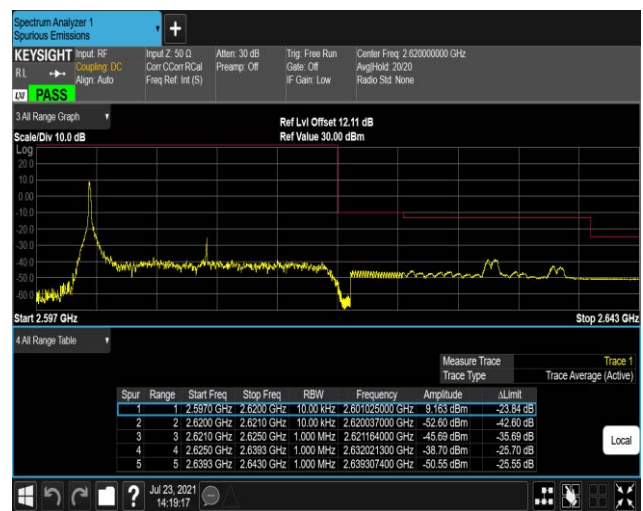 Spectrum Analyzer 1
Spurious Emissions
KEYSIGHT Input: RF Input Z: 50 Ω Atten: 30 dB Trig: Free Run Center Freq: 2.620000000 GHz
RL Coupling: DC Corr CCorr RCal Preamp: Off Gate: Off Avg|Hold: 20/20
Align: Auto Freq Ref: Int (S) IF Gain: Low Radio Std: None
LXI PASS
3 All Range Graph
Ref Lvl Offset 12.11 dB
Scale/Div 10.0 dB Ref Value 30.00 dBm
Log
20.0
10.0
0.00
-10.0
-20.0
-30.0
-40.0
-50.0
-60.0
Start 2.597 GHz Stop 2.643 GHz
4 All Range Table
Measure Trace Trace 1
Trace Type Trace Average (Active)
Spur Range Start Freq Stop Freq RBW Frequency Amplitude ΔLimit
1 1 2.5970 GHz 2.6200 GHz 10.00 kHz 2.601025000 GHz 9.163 dBm -23.84 dB
2 2 2.6200 GHz 2.6210 GHz 10.00 kHz 2.620037000 GHz -52.60 dBm -42.60 dB
3 3 2.6210 GHz 2.6250 GHz 1.000 MHz 2.621164000 GHz -45.69 dBm -35.69 dB
4 4 2.6250 GHz 2.6393 GHz 1.000 MHz 2.632021300 GHz -38.70 dBm -25.70 dB
5 5 2.6393 GHz 2.6430 GHz 1.000 MHz 2.639307400 GHz -50.55 dBm -25.55 dB
Local
Jul 23, 2021
14:19:17